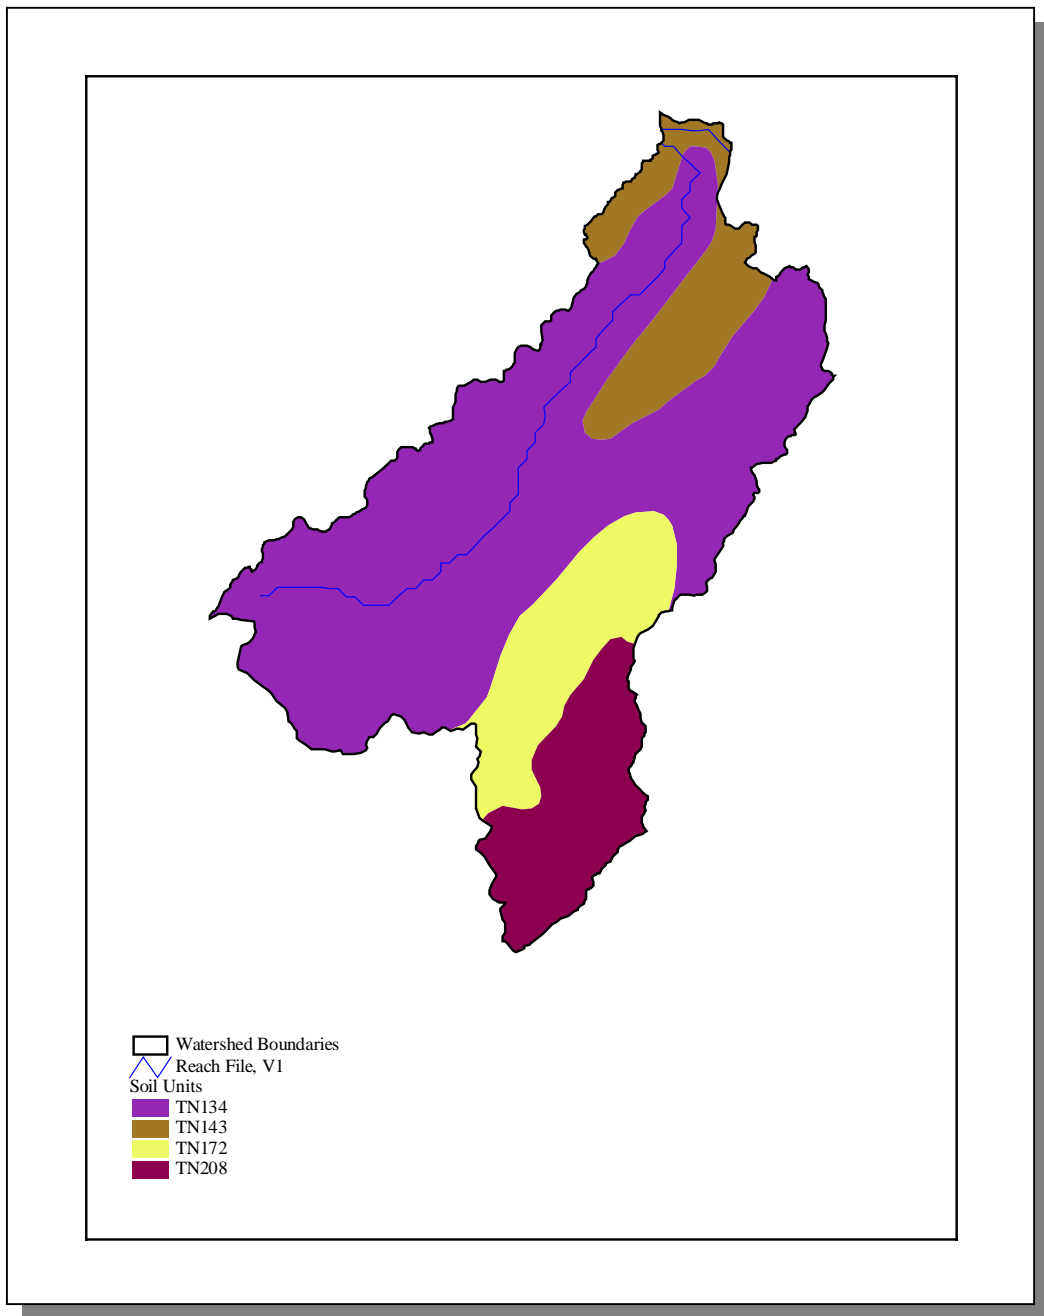 Watershed Boundaries
Reach File, V1
Soil Units
TN134
TN143
TN172
TN208